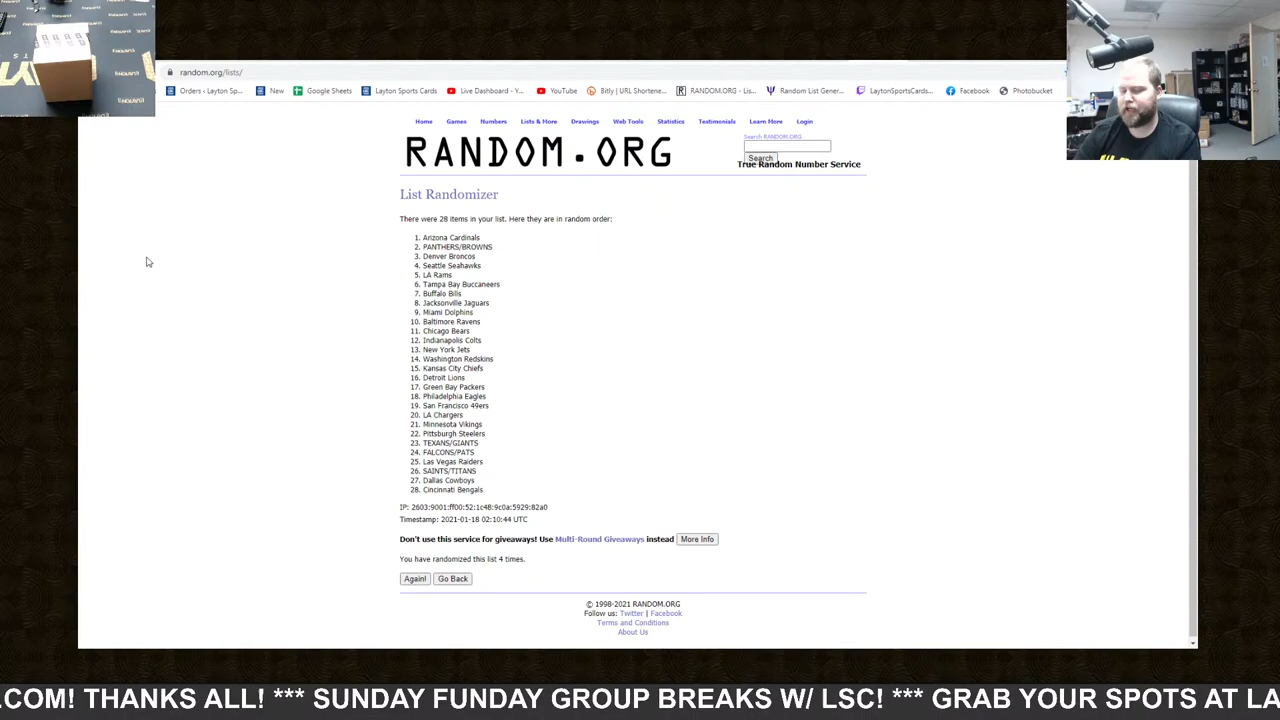 random.org/lists/
Orders ‹ Layton Sp... New Google Sheets Layton Sports Cards Live Dashboard - Y... YouTube Bitly | URL Shortene... RANDOM.ORG - Lis... Random List Gener... LaytonSportsCards... Facebook Photobucket
Home Games Numbers Lists & More Drawings Web Tools Statistics Testimonials Learn More Login
RANDOM.ORG
Search RANDOM.ORG
Search
True Random Number Service
List Randomizer
There were 28 items in your list. Here they are in random order:
1. Arizona Cardinals
2. PANTHERS/BROWNS
3. Denver Broncos
4. Seattle Seahawks
5. LA Rams
6. Tampa Bay Buccaneers
7. Buffalo Bills
8. Jacksonville Jaguars
9. Miami Dolphins
10. Baltimore Ravens
11. Chicago Bears
12. Indianapolis Colts
13. New York Jets
14. Washington Redskins
15. Kansas City Chiefs
16. Detroit Lions
17. Green Bay Packers
18. Philadelphia Eagles
19. San Francisco 49ers
20. LA Chargers
21. Minnesota Vikings
22. Pittsburgh Steelers
23. TEXANS/GIANTS
24. FALCONS/PATS
25. Las Vegas Raiders
26. SAINTS/TITANS
27. Dallas Cowboys
28. Cincinnati Bengals
IP: 2603:9001:ff00:52:1c48:9c0a:5929:82a0
Timestamp: 2021-01-18 02:10:44 UTC
Don't use this service for giveaways! Use Multi-Round Giveaways instead More Info
You have randomized this list 4 times.
Again! Go Back
© 1998-2021 RANDOM.ORG
Follow us: Twitter | Facebook
Terms and Conditions
About Us
.COM! THANKS ALL! *** SUNDAY FUNDAY GROUP BREAKS W/ LSC! *** GRAB YOUR SPOTS AT LA